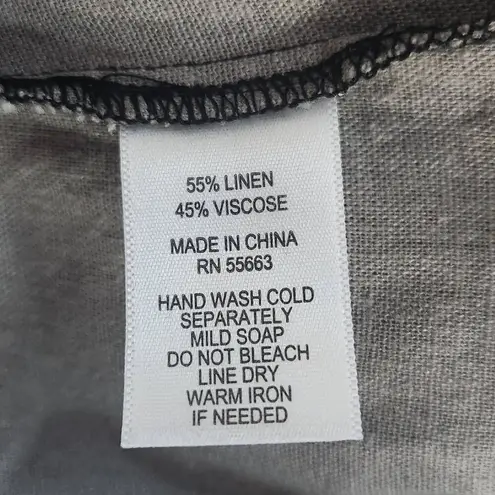 55% LINEN
45% VISCOSE
MADE IN CHINA
RN 55663
HAND WASH COLD
SEPARATELY
MILD SOAP
DO NOT BLEACH
LINE DRY
WARM IRON
IF NEEDED